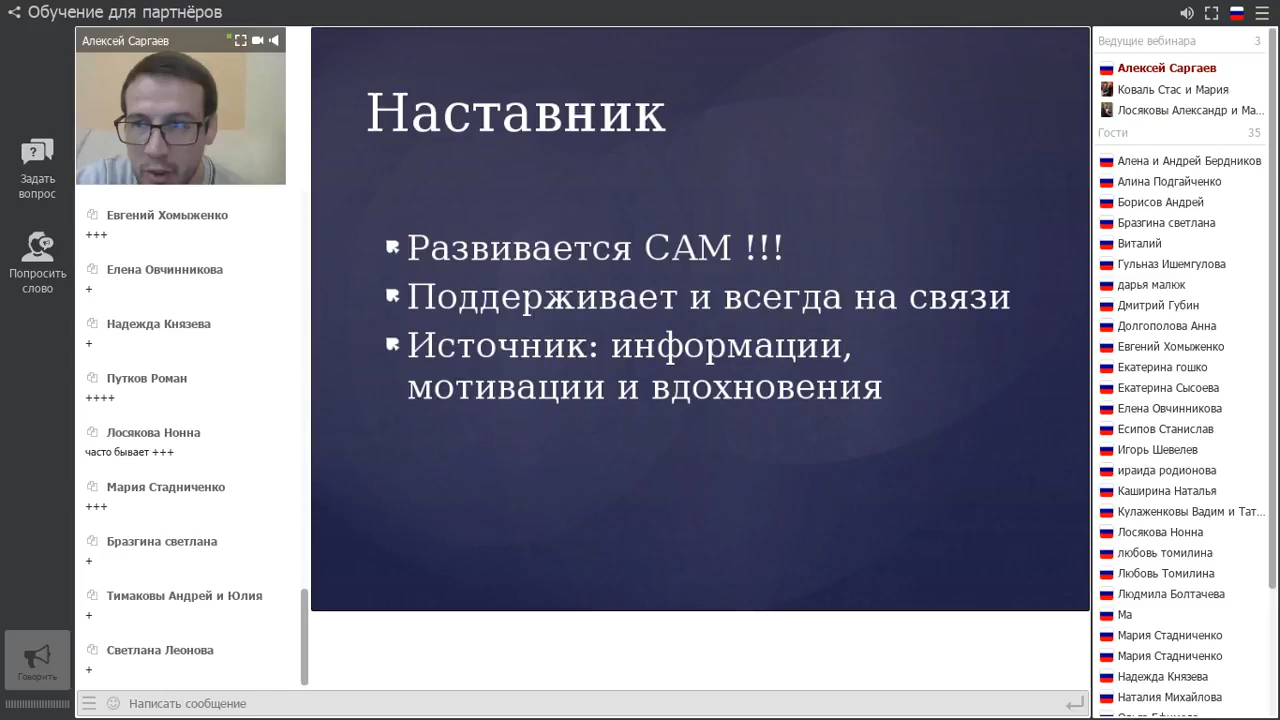 Обучение для партнёров
Алексей Саргаев
Задать
вопрос
Попросить
слово
Говорить
Евгений Хомыженко
+++
Елена Овчинникова
+
Надежда Князева
+
Путков Роман
++++
Лосякова Нонна
часто бывает +++
Мария Стадниченко
+++
Бразгина светлана
+
Тимаковы Андрей и Юлия
+
Светлана Леонова
+
Написать сообщение
Наставник
Развивается САМ !!!
Поддерживает и всегда на связи
Источник: информации,
мотивации и вдохновения
Ведущие вебинара 3
Алексей Саргаев
Коваль Стас и Мария
Лосяковы Александр и Ма...
Гости 35
Алена и Андрей Бердников
Алина Подгайченко
Борисов Андрей
Бразгина светлана
Виталий
Гульназ Ишемгулова
дарья малюк
Дмитрий Губин
Долгополова Анна
Евгений Хомыженко
Екатерина гошко
Екатерина Сысоева
Елена Овчинникова
Есипов Станислав
Игорь Шевелев
ираида родионова
Каширина Наталья
Кулаженковы Вадим и Тат...
Лосякова Нонна
любовь томилина
Любовь Томилина
Людмила Болтачева
Ма
Мария Стадниченко
Мария Стадниченко
Надежда Князева
Наталия Михайлова